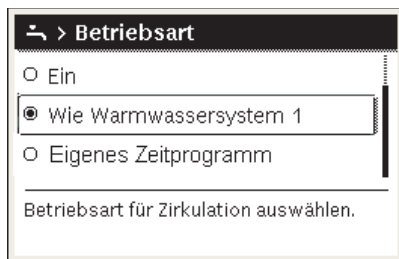 > Betriebsart
Ein
Wie Warmwassersystem 1
Eigenes Zeitprogramm
Betriebsart für Zirkulation auswählen.